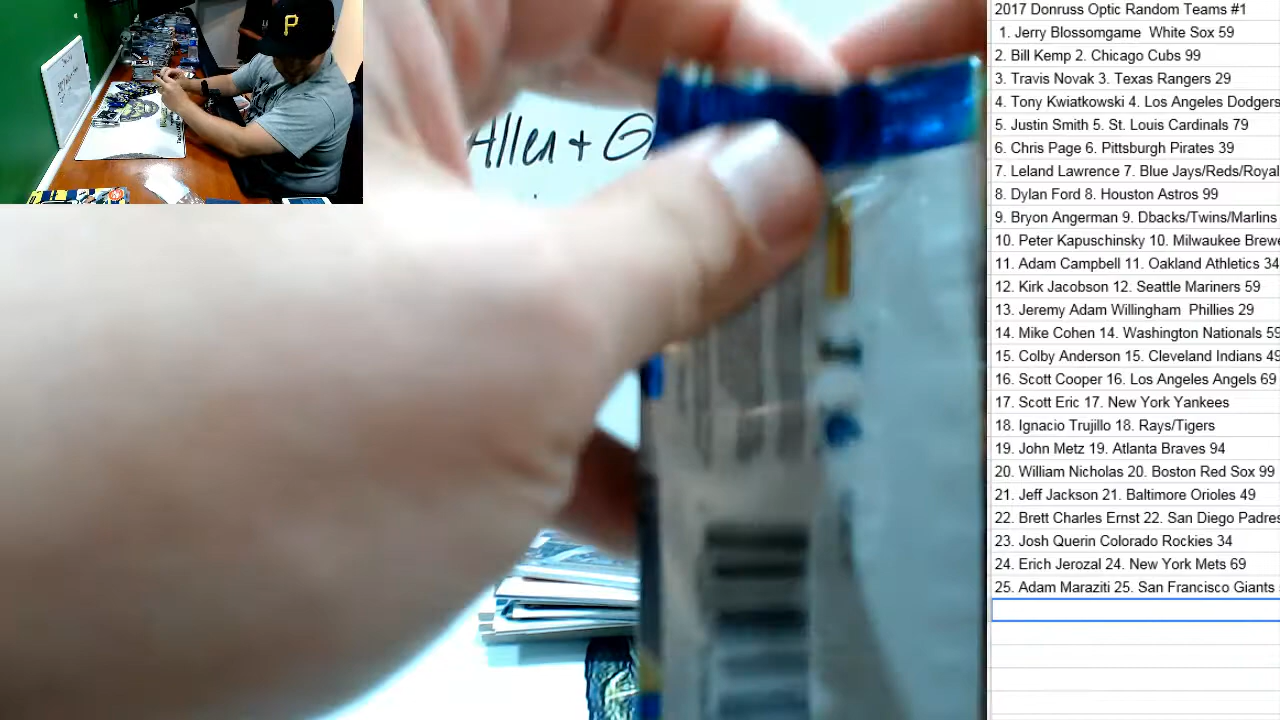 2017 Donruss Optic Random Teams #1
1. Jerry Blossomgame White Sox 59
2. Bill Kemp 2. Chicago Cubs 99
3. Travis Novak 3. Texas Rangers 29
4. Tony Kwiatkowski 4. Los Angeles Dodgers
5. Justin Smith 5. St. Louis Cardinals 79
6. Chris Page 6. Pittsburgh Pirates 39
7. Leland Lawrence 7. Blue Jays/Reds/Royal
8. Dylan Ford 8. Houston Astros 99
9. Bryon Angerman 9. Dbacks/Twins/Marlins
10. Peter Kapuschinsky 10. Milwaukee Brewe
11. Adam Campbell 11. Oakland Athletics 34
12. Kirk Jacobson 12. Seattle Mariners 59
13. Jeremy Adam Willingham Phillies 29
14. Mike Cohen 14. Washington Nationals 59
15. Colby Anderson 15. Cleveland Indians 49
16. Scott Cooper 16. Los Angeles Angels 69
17. Scott Eric 17. New York Yankees
18. Ignacio Trujillo 18. Rays/Tigers
19. John Metz 19. Atlanta Braves 94
20. William Nicholas 20. Boston Red Sox 99
21. Jeff Jackson 21. Baltimore Orioles 49
22. Brett Charles Ernst 22. San Diego Padres
23. Josh Querin Colorado Rockies 34
24. Erich Jerozal 24. New York Mets 69
25. Adam Maraziti 25. San Francisco Giants
P
Allen + G